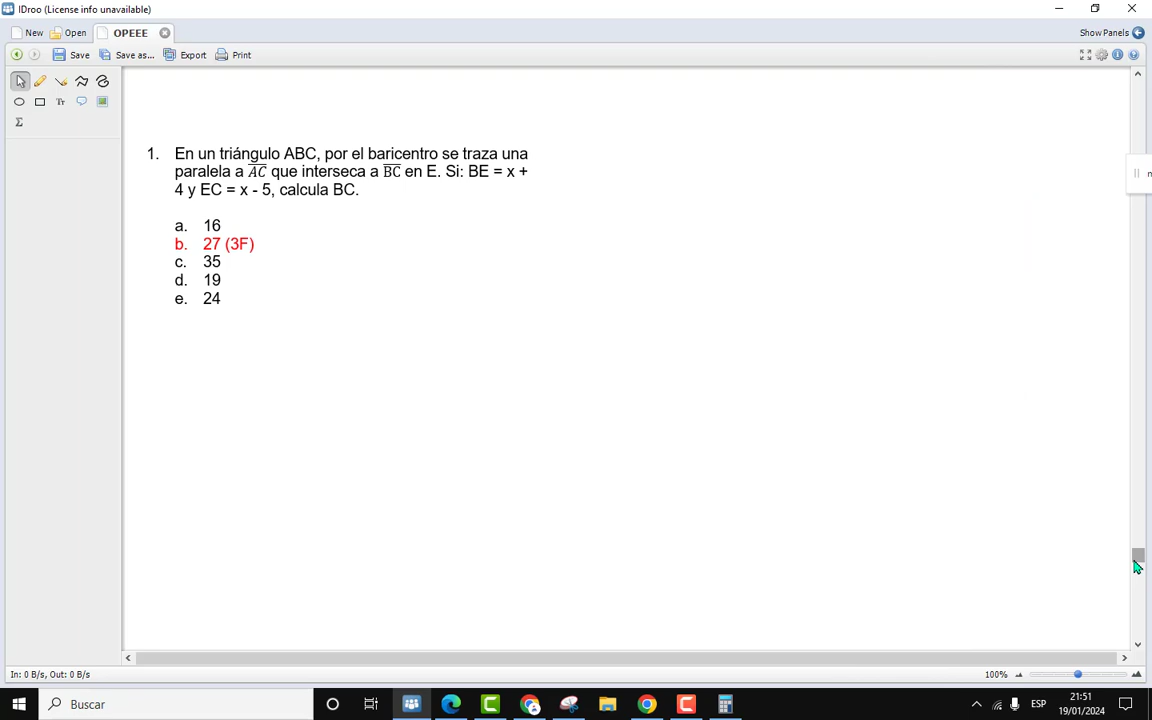 IDroo (License info unavailable)
New Open OPEEE Show Panels
Save Save as... Export Print
Tr
Σ
1. En un triángulo ABC, por el baricentro se traza una
paralela a AC que interseca a BC en E. Si: BE = x +
4 y EC = x - 5, calcula BC.
a. 16
b. 27 (3F)
c. 35
d. 19
e. 24
In: 0 B/s, Out: 0 B/s 100%
Buscar ESP 21:51
19/01/2024